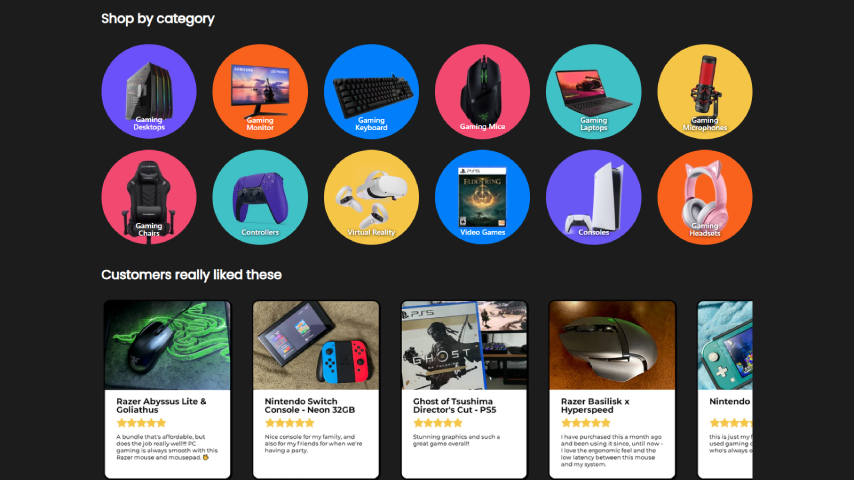 Shop by category
SAMSUNG
Gaming
Desktops
Gaming
Monitor
Gaming
Keyboard
Gaming Mice
Gaming
Laptops
Gaming
Microphones
Gaming
Chairs
Controllers
Virtual Reality
PS5
ELDEN RING
Video Games
Consoles
Gaming
Headsets
Customers really liked these
PS5
GHOST
Razer Abyssus Lite &
Goliathus
A bundle that's affordable, but
does the job really well!!! PC
gaming is always smooth with this
Razer mouse and mousepad.
Nintendo Switch
Console - Neon 32GB
Nice console for my family, and
also for my friends for when we're
having a party.
Ghost of Tsushima
Director's Cut - PS5
Stunning graphics and such a
great game overall!
Razer Basilisk x
Hyperspeed
I have purchased this a month ago
and been using it since, until now -
I love the ergonomic feel and the
low latency between this mouse
and my system.
Nintendo
this is just my f
used gaming c
who's always o